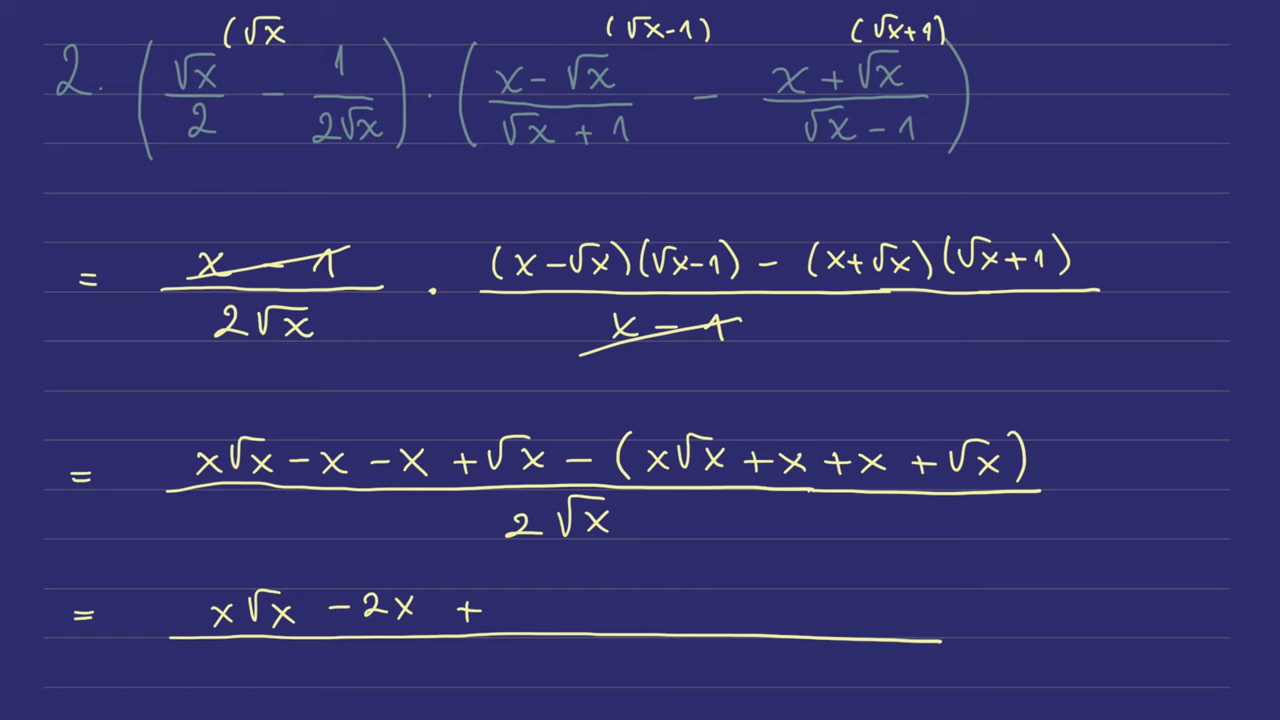 (√x (√x-1) (√x+1)
2. (√x/2 - 1/2√x) · (x - √x/√x + 1 - x + √x/√x - 1)
= x - 1/2√x · (x-√x)(√x-1) - (x+√x)(√x+1)/x - 1
= x√x - x - x + √x - (x√x + x + x + √x)/2√x
= x√x - 2x +